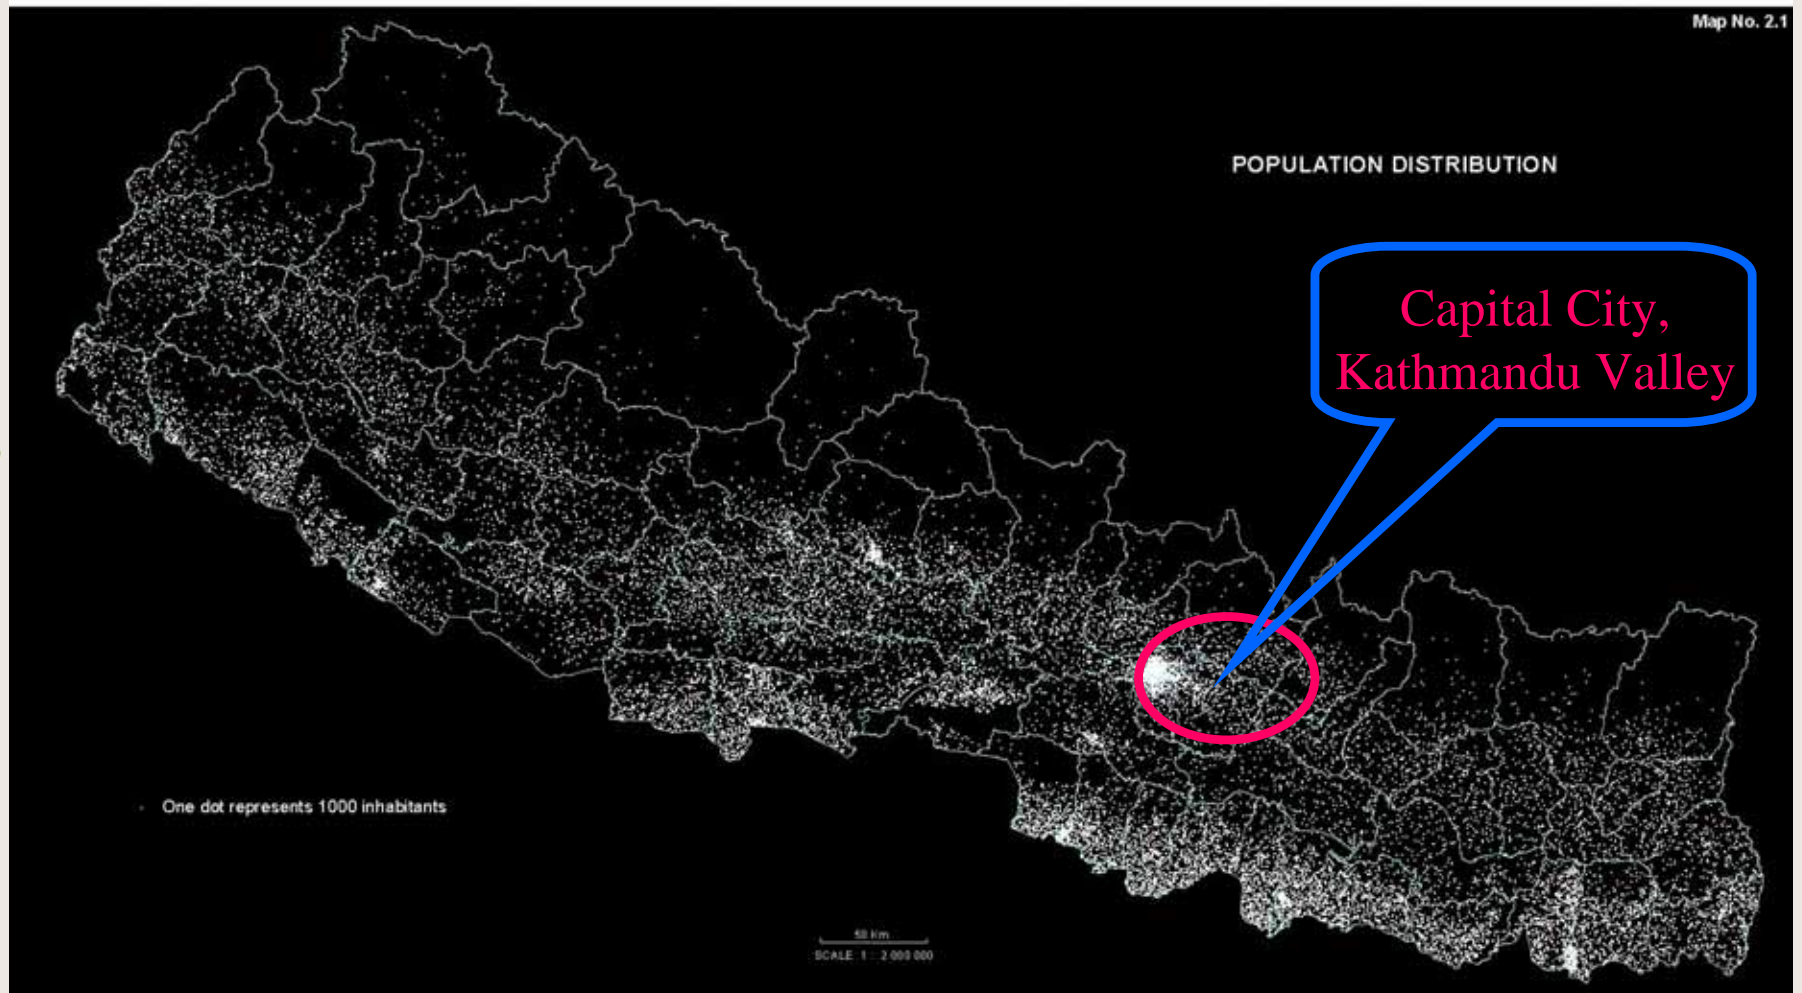 Map No. 2.1
POPULATION DISTRIBUTION
Capital City,
Kathmandu Valley
One dot represents 1000 inhabitants
50 Km
SCALE 1 : 2 000 000